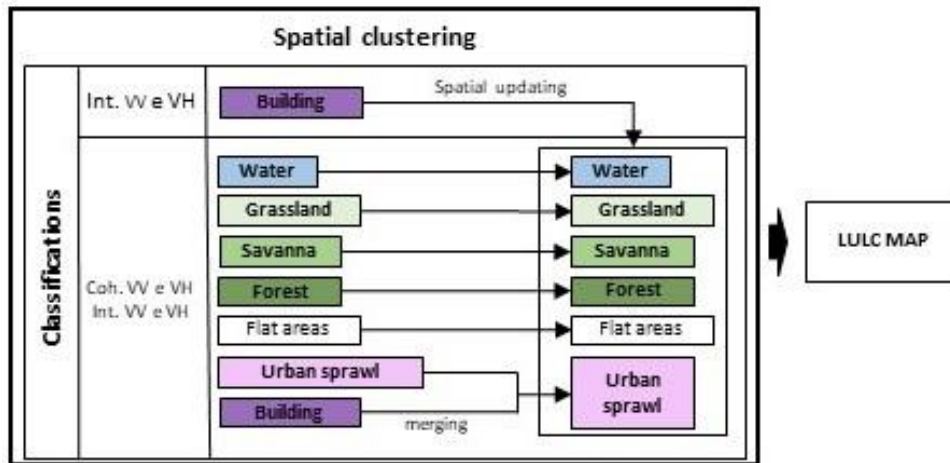 Spatial clustering
Classifications
Int. VV e VH
Building
Spatial updating
Coh. VV e VH
Int. VV e VH
Water
Water
Grassland
Grassland
Savanna
Savanna
Forest
Forest
Flat areas
Flat areas
Urban sprawl
Building
merging
Urban
sprawl
LULC MAP